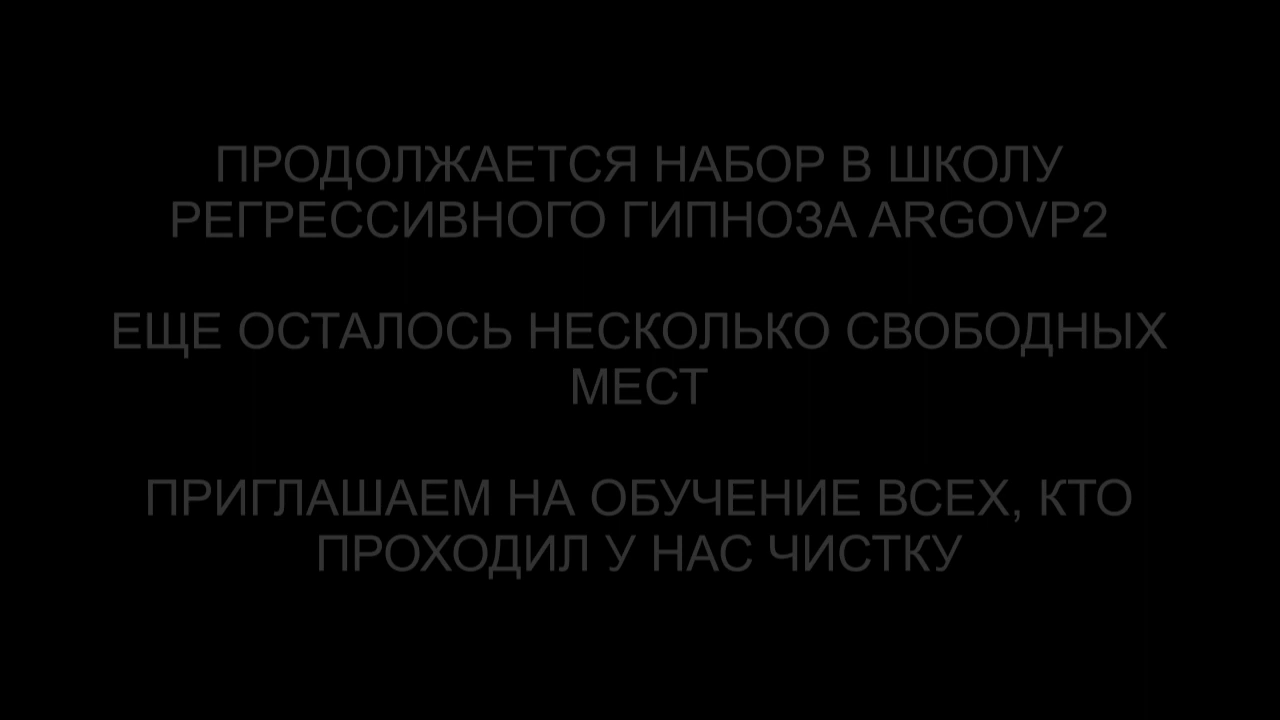 ПРОДОЛЖАЕТСЯ НАБОР В ШКОЛУ
РЕГРЕССИВНОГО ГИПНОЗА ARGOVP2
ЕЩЕ ОСТАЛОСЬ НЕСКОЛЬКО СВОБОДНЫХ
МЕСТ
ПРИГЛАШАЕМ НА ОБУЧЕНИЕ ВСЕХ, КТО
ПРОХОДИЛ У НАС ЧИСТКУ